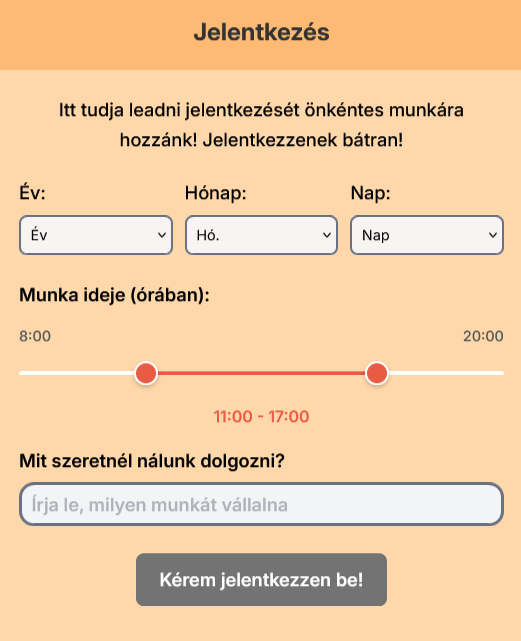 Jelentkezés
Itt tudja leadni jelentkezését önkéntes munkára
hozzánk! Jelentkezzenek bátran!
Év: Hónap: Nap:
Év Hó. Nap
Munka ideje (órában):
8:00 20:00
11:00 - 17:00
Mit szeretnél nálunk dolgozni?
Írja le, milyen munkát vállalna
Kérem jelentkezzen be!